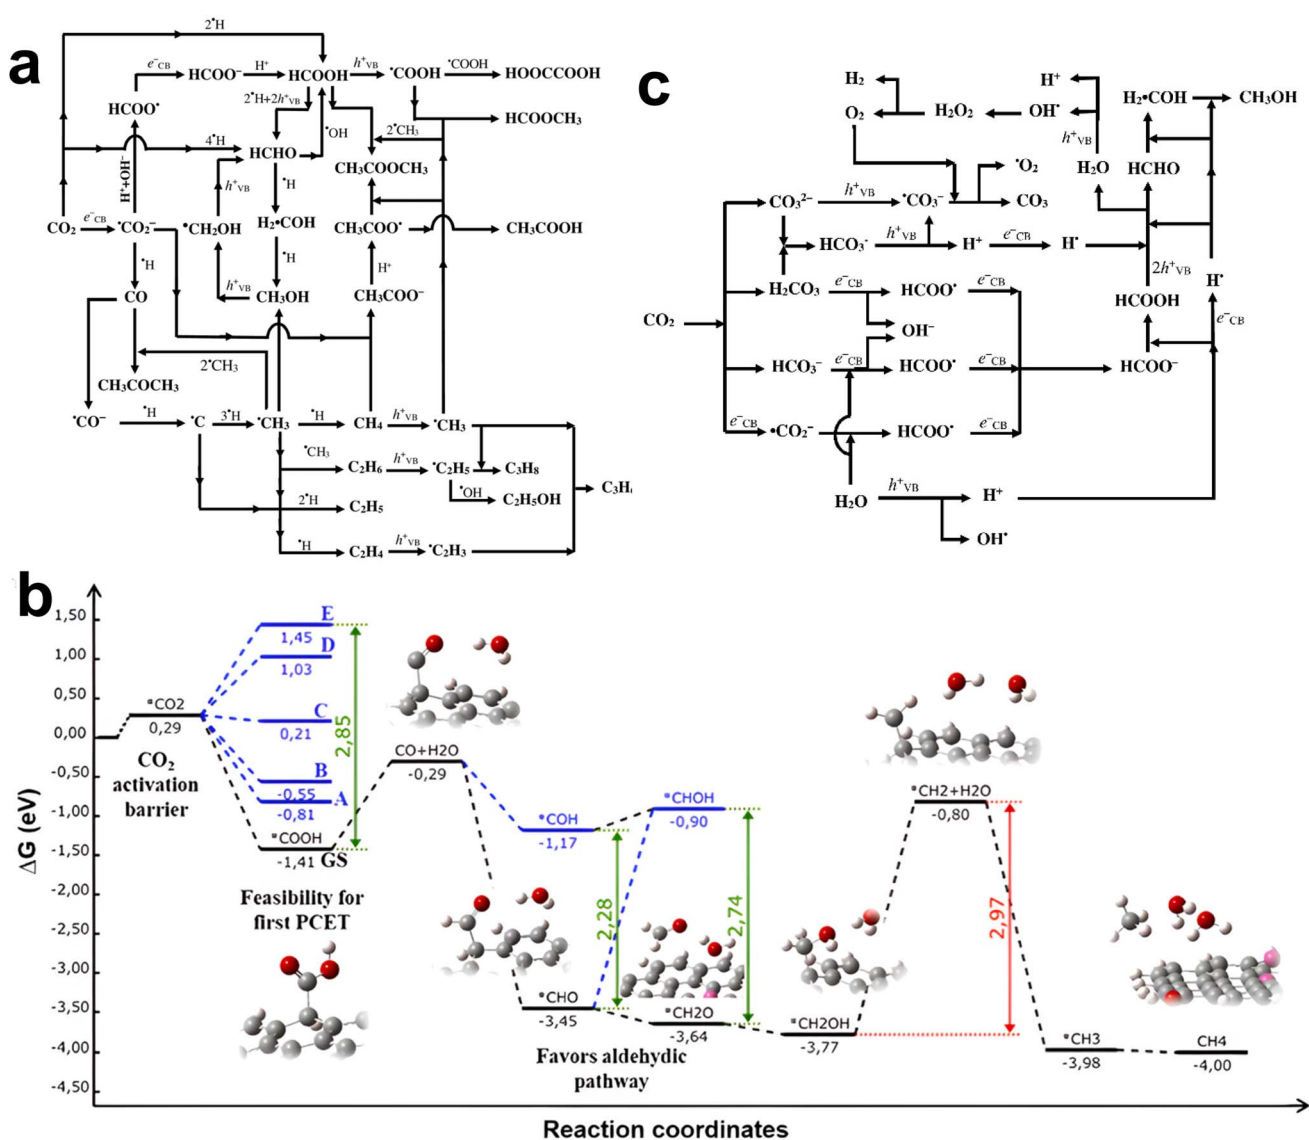 a
2•H
e⁻CB
HCOO⁻
H⁺
HCOOH
h⁺VB
•COOH
•COOH
HOOCCOOH
HCOO•
2•H+2h⁺VB
•OH
2•CH₃
HCOOCH₃
4•H
HCHO
CH₃COOCH₃
H⁺+OH⁻
h⁺VB
•H
CO₂
e⁻CB
•CO₂⁻
•CH₂OH
H₂•COH
CH₃COO•
CH₃COOH
•H
•H
H⁺
CO
h⁺VB
CH₃OH
CH₃COO⁻
2•CH₃
CH₃COCH₃
•CO⁻
•H
•C
3•H
•CH₃
•H
CH₄
h⁺VB
•CH₃
•CH₃
C₂H₆
h⁺VB
•C₂H₅
C₃H₈
2•H
C₂H₅
•OH
C₂H₅OH
•H
C₂H₄
h⁺VB
•C₂H₃
c
H₂
H⁺
H₂•COH
CH₃OH
O₂
H₂O₂
OH•
h⁺VB
•O₂
H₂O
HCHO
CO₃²⁻
h⁺VB
•CO₃⁻
CO₃
HCO₃·
h⁺VB
H⁺
e⁻CB
H•
2h⁺VB
H₂CO₃
e⁻CB
HCOO•
e⁻CB
HCOOH
H•
CO₂
OH⁻
e⁻CB
HCO₃⁻
e⁻CB
HCOO•
e⁻CB
HCOO⁻
e⁻CB
•CO₂⁻
HCOO•
e⁻CB
H₂O
h⁺VB
H⁺
OH•
b
ΔG (eV)
1,50
1,00
0,50
0,00
-0,50
-1,00
-1,50
-2,00
-2,50
-3,00
-3,50
-4,00
-4,50
*CO2
0,29
CO₂
activation
barrier
E
1,45
D
1,03
C
0,21
B
-0,55
A
-0,81
*COOH
-1,41
GS
2,85
Feasibility for
first PCET
CO+H2O
-0,29
*COH
-1,17
*CHOH
-0,90
2,28
2,74
*CHO
-3,45
*CH2O
-3,64
*CH2OH
-3,77
Favors aldehydic
pathway
*CH2+H2O
-0,80
2,97
*CH3
-3,98
CH4
-4,00
Reaction coordinates